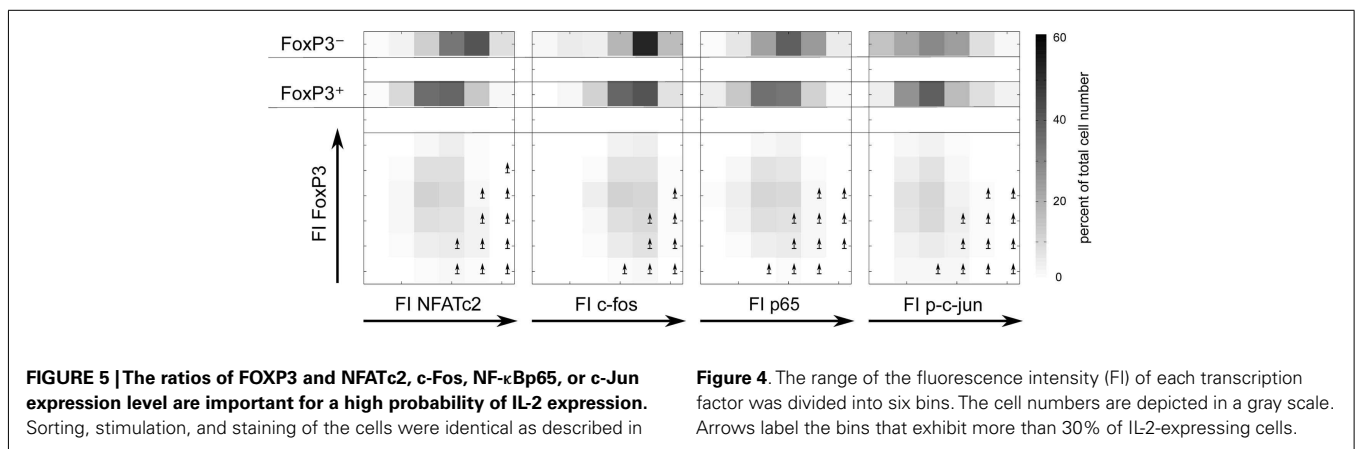 FoxP3⁻
FoxP3⁺
FI FoxP3
FI NFATc2
FI c-fos
FI p65
FI p-c-jun
60
40
20
0
percent of total cell number
FIGURE 5 | The ratios of FOXP3 and NFATc2, c-Fos, NF-κBp65, or c-Jun
expression level are important for a high probability of IL-2 expression.
Sorting, stimulation, and staining of the cells were identical as described in
Figure 4. The range of the fluorescence intensity (FI) of each transcription
factor was divided into six bins. The cell numbers are depicted in a gray scale.
Arrows label the bins that exhibit more than 30% of IL-2-expressing cells.